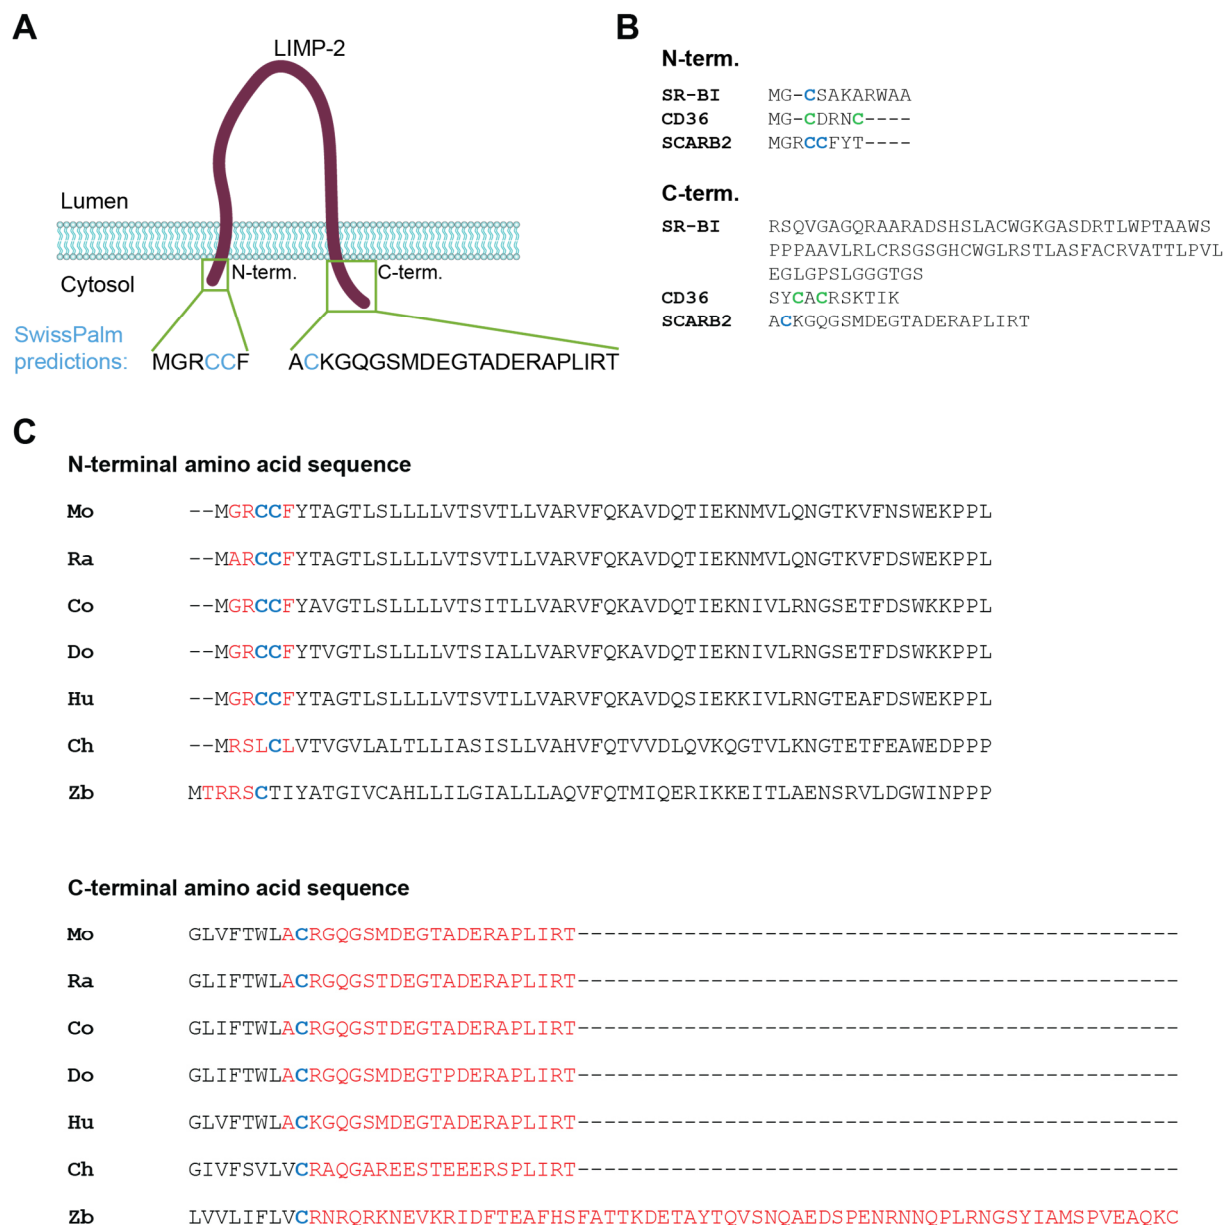 A
LIMP-2
Lumen
Cytosol
N-term.
C-term.
SwissPalm
predictions:
MGRCCF
ACKGQGSMDEGTADERAPLIRT
B
N-term.
SR-BI MG-CSAKARWAA
CD36 MG-CDRNC----
SCARB2 MGRCCFYT----
C-term.
SR-BI RSQVGAGQRAARADSHSLACWGKGASDRTLWPTAAWS
PPPAAVLRLCRSGSGHCWGLRSTLASFACRVATTLPVL
EGLGPSLGGGTGS
CD36 SYCACRSKTIK
SCARB2 ACKGQGSMDEGTADERAPLIRT
C
N-terminal amino acid sequence
Mo --MGRCCFYTAGTLSLLLLVTSVTLLVARVFQKAVDQTIEKNMVLQNGTKVFNSWEKPPL
Ra --MARCCFYTAGTLSLLLLVTSVTLLVARVFQKAVDQTIEKNMVLQNGTKVFDSWEKPPL
Co --MGRCCFYAVGTLSLLLLVTSITLLVARVFQKAVDQTIEKNIVLRNGSETFDSWKKPPL
Do --MGRCCFYTVGTLSLLLLVTSIALLVARVFQKAVDQTIEKNIVLRNGSETFDSWKKPPL
Hu --MGRCCFYTAGTLSLLLLVTSVTLLVARVFQKAVDQSIEKKIVLRNGTEAFDSWEKPPL
Ch --MRSLCLVTVGVLALTLLIASISLLVAHVFQTVVDLQVKQGTVLKNGTETFEAWEDPPP
Zb MTRRSCTIYATGIVCAHLLILGIALLLAQVFQTMIQERIKKEITLAENSRVLDGWINPPP
C-terminal amino acid sequence
Mo GLVFTWLACRGQGSMDEGTADERAPLIRT---------------------------------------------
Ra GLIFTWLACRGQGSTDEGTADERAPLIRT---------------------------------------------
Co GLIFTWLACRGQGSTDEGTADERAPLIRT---------------------------------------------
Do GLIFTWLACRGQGSMDEGTPDERAPLIRT---------------------------------------------
Hu GLVFTWLACKGQGSMDEGTADERAPLIRT---------------------------------------------
Ch GIVFSVLVCRAQGAREESTEEERSPLIRT---------------------------------------------
Zb LVVLIFLVCRNRQRKNEVKRIDFTEAFHSFATTKDETAYTQVSNQAEDSPENRNNQPLRNGSYIAMSPVEAQKC